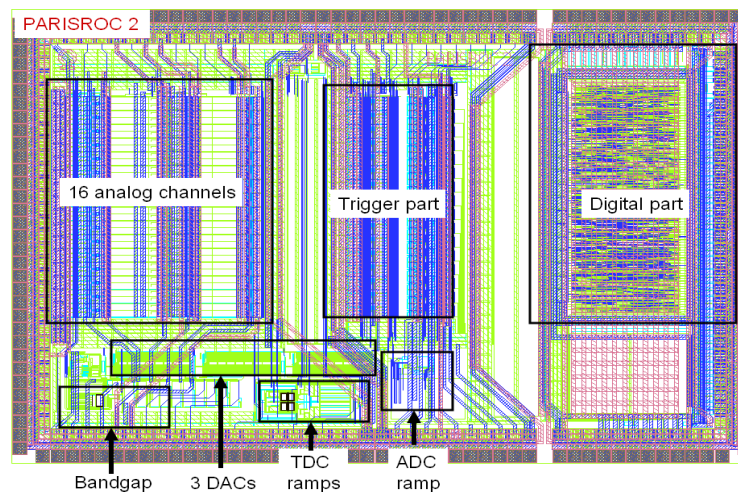 PARISROC 2
16 analog channels
Trigger part
Digital part
Bandgap
3 DACs
TDC
ramps
ADC
ramp